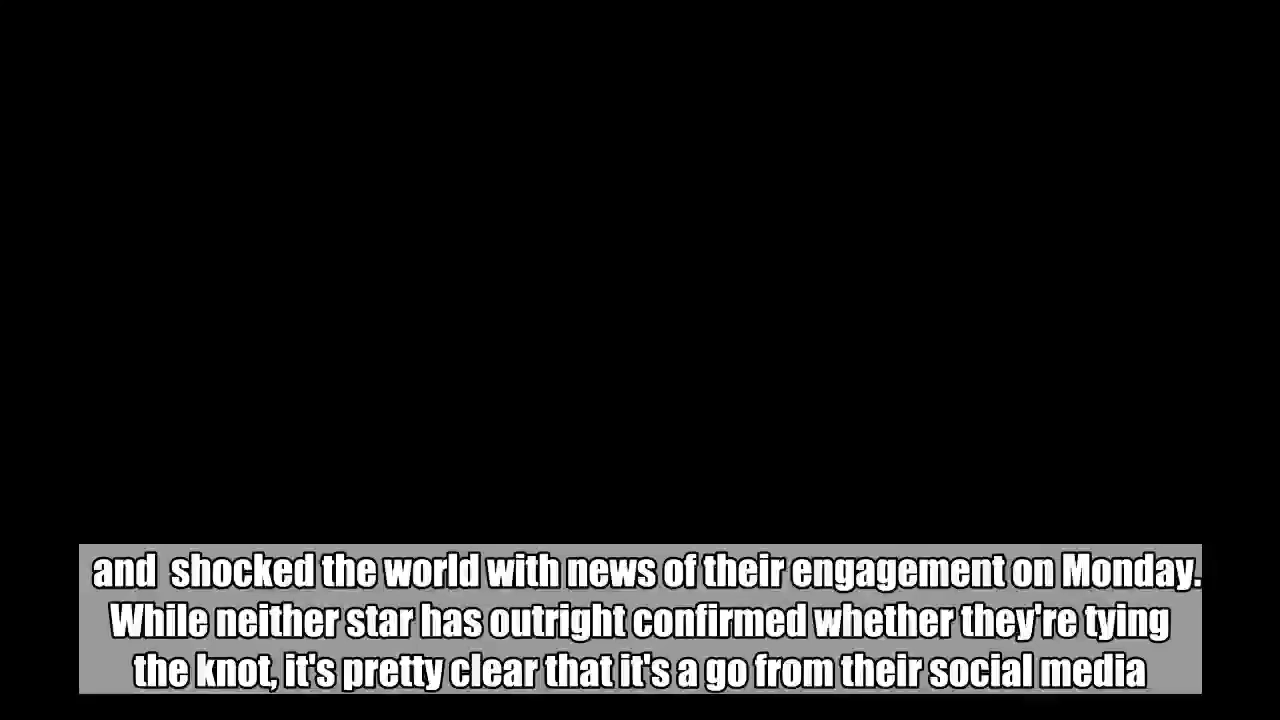 and  shocked the world with news of their engagement on Monday.
While neither star has outright confirmed whether they're tying
the knot, it's pretty clear that it's a go from their social media